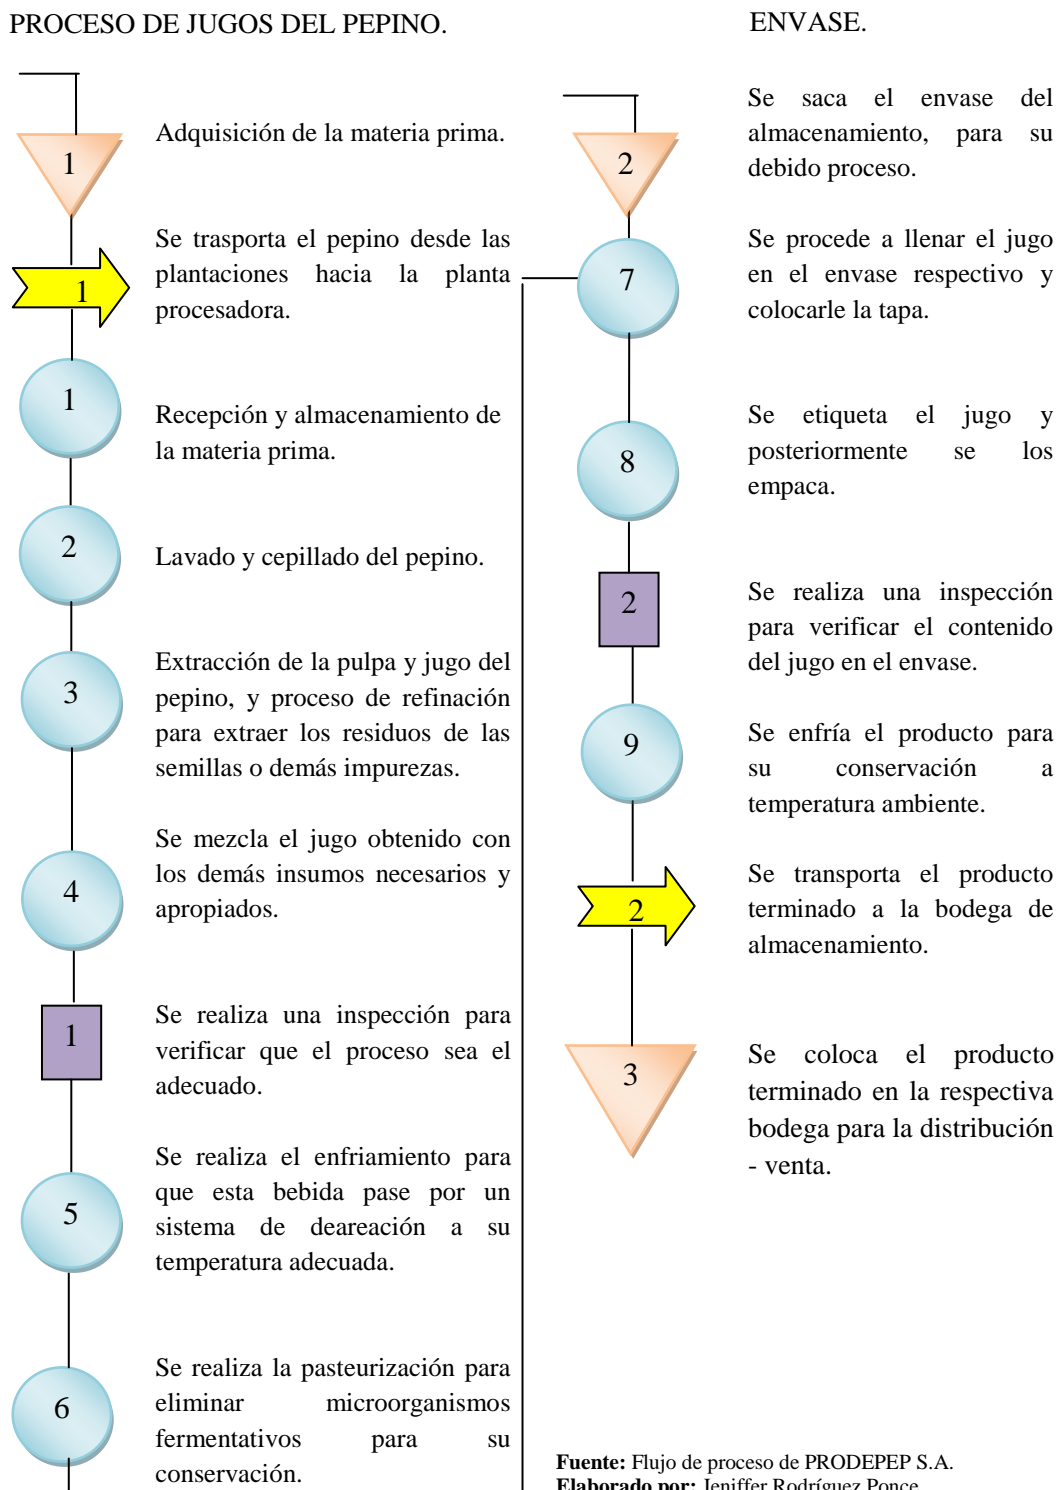 PROCESO DE JUGOS DEL PEPINO.
1
Adquisición de la materia prima.
1
Se trasporta el pepino desde las
plantaciones hacia la planta
procesadora.
1
Recepción y almacenamiento de
la materia prima.
2
Lavado y cepillado del pepino.
3
Extracción de la pulpa y jugo del
pepino, y proceso de refinación
para extraer los residuos de las
semillas o demás impurezas.
4
Se mezcla el jugo obtenido con
los demás insumos necesarios y
apropiados.
1
Se realiza una inspección para
verificar que el proceso sea el
adecuado.
5
Se realiza el enfriamiento para
que esta bebida pase por un
sistema de deareación a su
temperatura adecuada.
6
Se realiza la pasteurización para
eliminar microorganismos
fermentativos para su
conservación.
ENVASE.
2
Se saca el envase del
almacenamiento, para su
debido proceso.
7
Se procede a llenar el jugo
en el envase respectivo y
colocarle la tapa.
8
Se etiqueta el jugo y
posteriormente se los
empaca.
2
Se realiza una inspección
para verificar el contenido
del jugo en el envase.
9
Se enfría el producto para
su conservación a
temperatura ambiente.
2
Se transporta el producto
terminado a la bodega de
almacenamiento.
3
Se coloca el producto
terminado en la respectiva
bodega para la distribución
- venta.
Fuente: Flujo de proceso de PRODEPEP S.A.
Elaborado por: Jeniffer Rodríguez Ponce